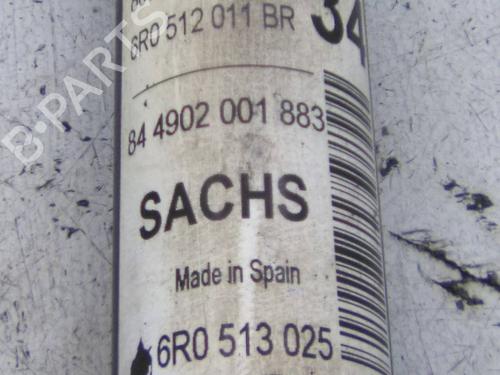 6R0 512 011 BR
34
84 4902 001 883
SACHS
Made in Spain
6R0 513 025
B-PARTS